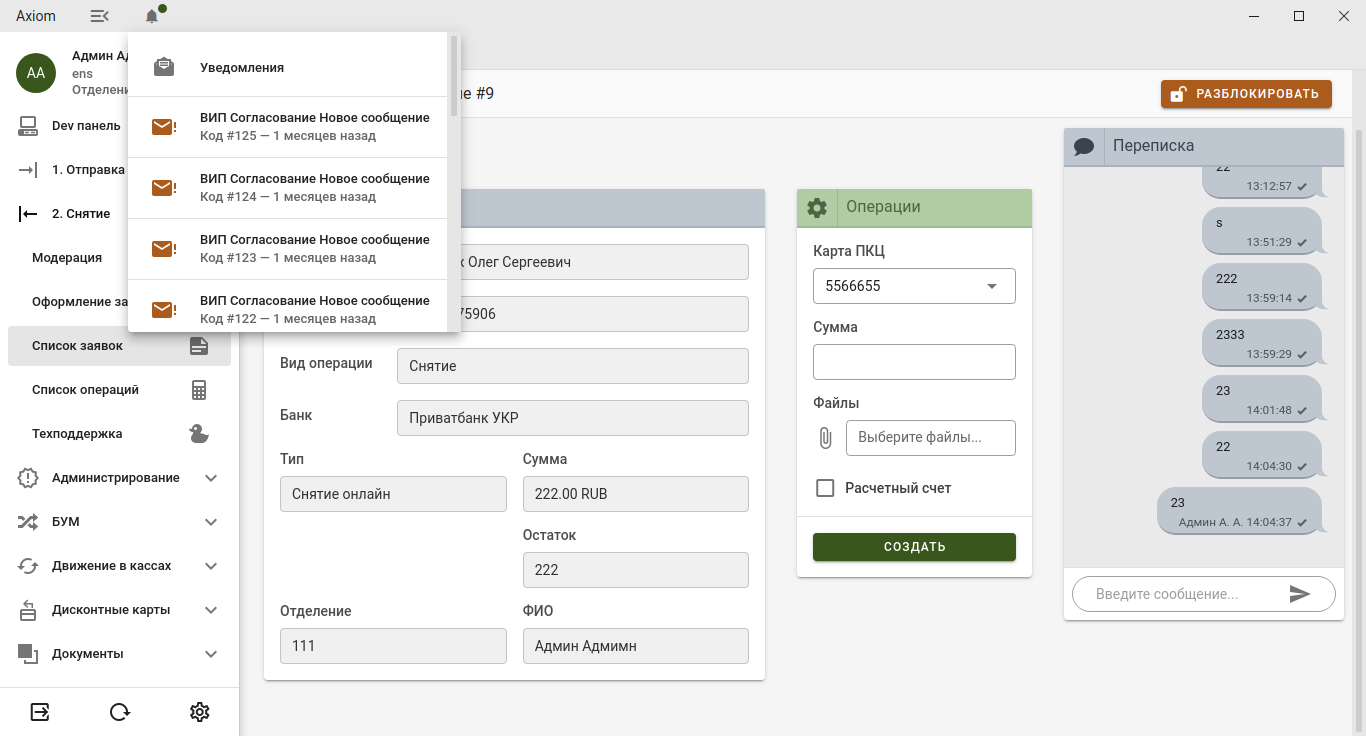 Axiom
AA
Админ Ад
ens
Отделени
Dev панель
1. Отправка
2. Снятие
Модерация
Оформление за
Список заявок
Список операций
Техподдержка
Администрирование
БУМ
Движение в кассах
Дисконтные карты
Документы
Уведомления
ВИП Согласование Новое сообщение
Код #125 — 1 месяцев назад
ВИП Согласование Новое сообщение
Код #124 — 1 месяцев назад
ВИП Согласование Новое сообщение
Код #123 — 1 месяцев назад
ВИП Согласование Новое сообщение
Код #122 — 1 месяцев назад
#9
РАЗБЛОКИРОВАТЬ
Олег Сергеевич
75906
Вид операции
Снятие
Банк
Приватбанк УКР
Тип
Сумма
Снятие онлайн
222.00 RUB
Остаток
222
Отделение
ФИО
111
Админ Адмимн
Операции
Карта ПКЦ
5566655
Сумма
Файлы
Выберите файлы...
Расчетный счет
СОЗДАТЬ
Переписка
22
13:12:57
s
13:51:29
222
13:59:14
2333
13:59:29
23
14:01:48
22
14:04:30
23
Админ А. А. 14:04:37
Введите сообщение...